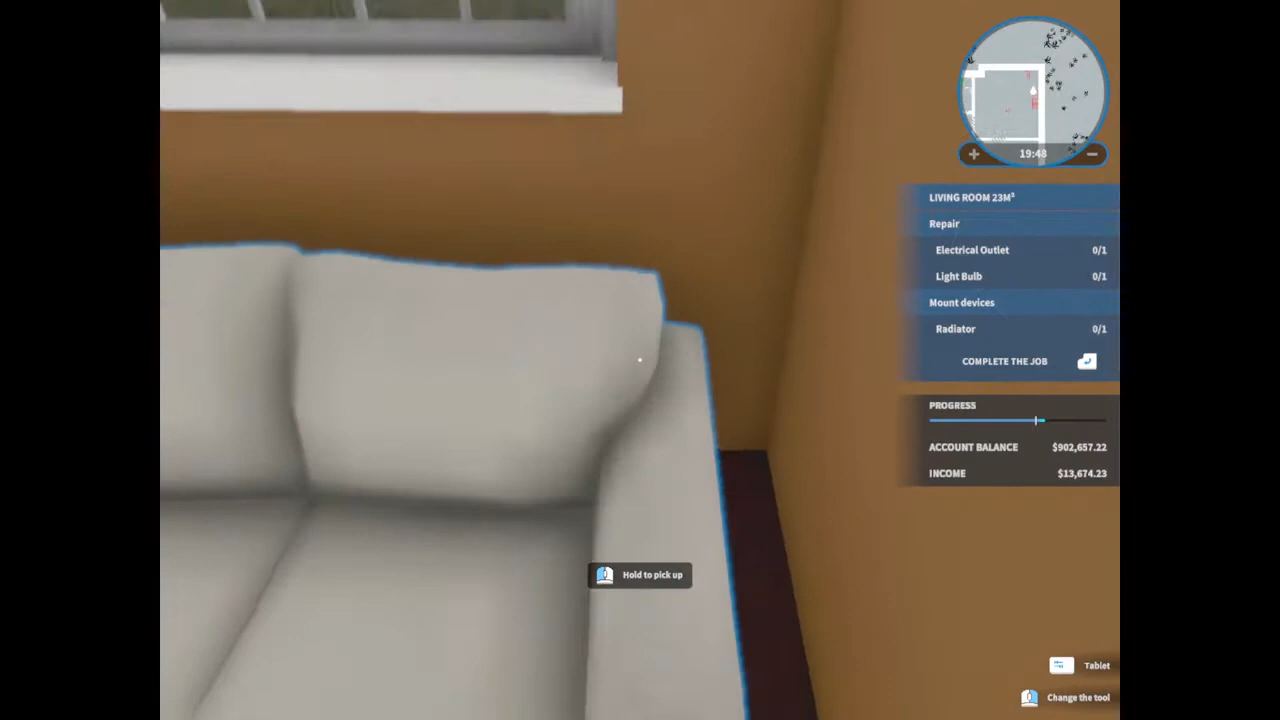 19:48
LIVING ROOM 23M²
Repair
Electrical Outlet 0/1
Light Bulb 0/1
Mount devices
Radiator 0/1
COMPLETE THE JOB
PROGRESS
ACCOUNT BALANCE $902,657.22
INCOME $13,674.23
Hold to pick up
Tablet
Change the tool